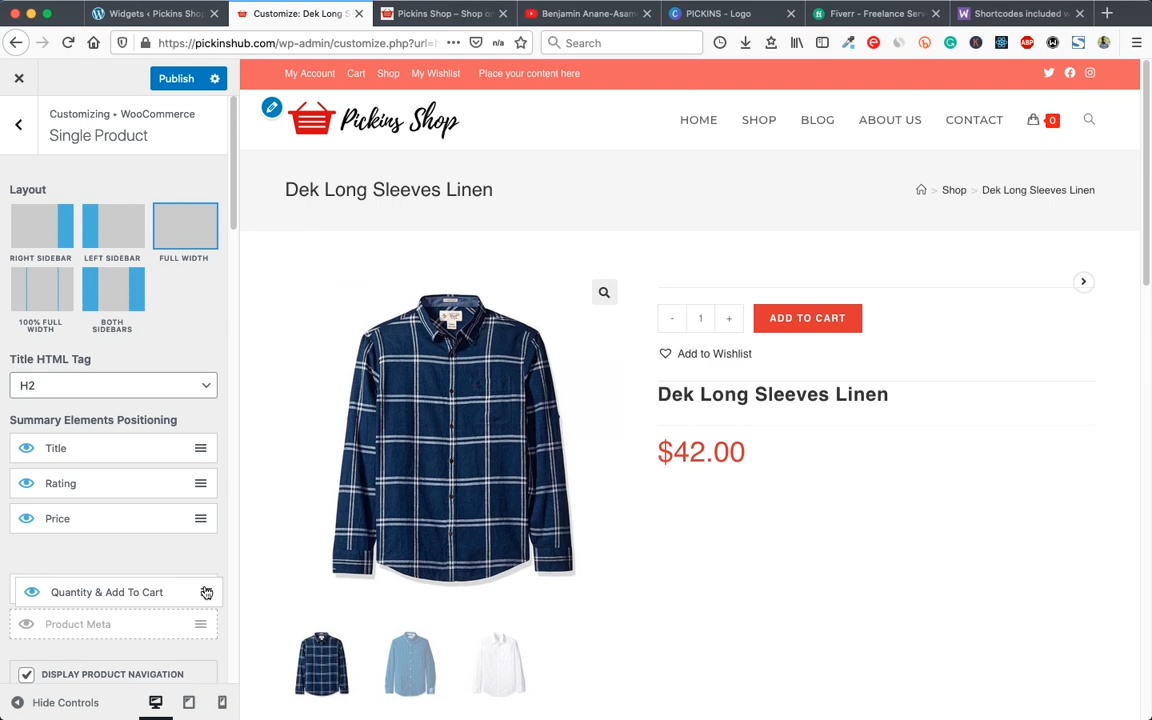 Widgets ‹ Pickins Shop
Customize: Dek Long S
Pickins Shop – Shop on
Benjamin Anane-Asam
PICKINS - Logo
Fiverr - Freelance Serv
Shortcodes included w
https://pickinshub.com/wp-admin/customize.php?url=h
n/a
Search
ABP
Publish
Customizing ▸ WooCommerce
Single Product
Layout
RIGHT SIDEBAR
LEFT SIDEBAR
FULL WIDTH
100% FULL WIDTH
BOTH SIDEBARS
Title HTML Tag
H2
Summary Elements Positioning
Title
Rating
Price
Quantity & Add To Cart
Product Meta
DISPLAY PRODUCT NAVIGATION
Hide Controls
My Account Cart Shop My Wishlist Place your content here
Pickins Shop
HOME SHOP BLOG ABOUT US CONTACT 0
Dek Long Sleeves Linen
> Shop > Dek Long Sleeves Linen
- 1 + ADD TO CART
Add to Wishlist
Dek Long Sleeves Linen
$42.00